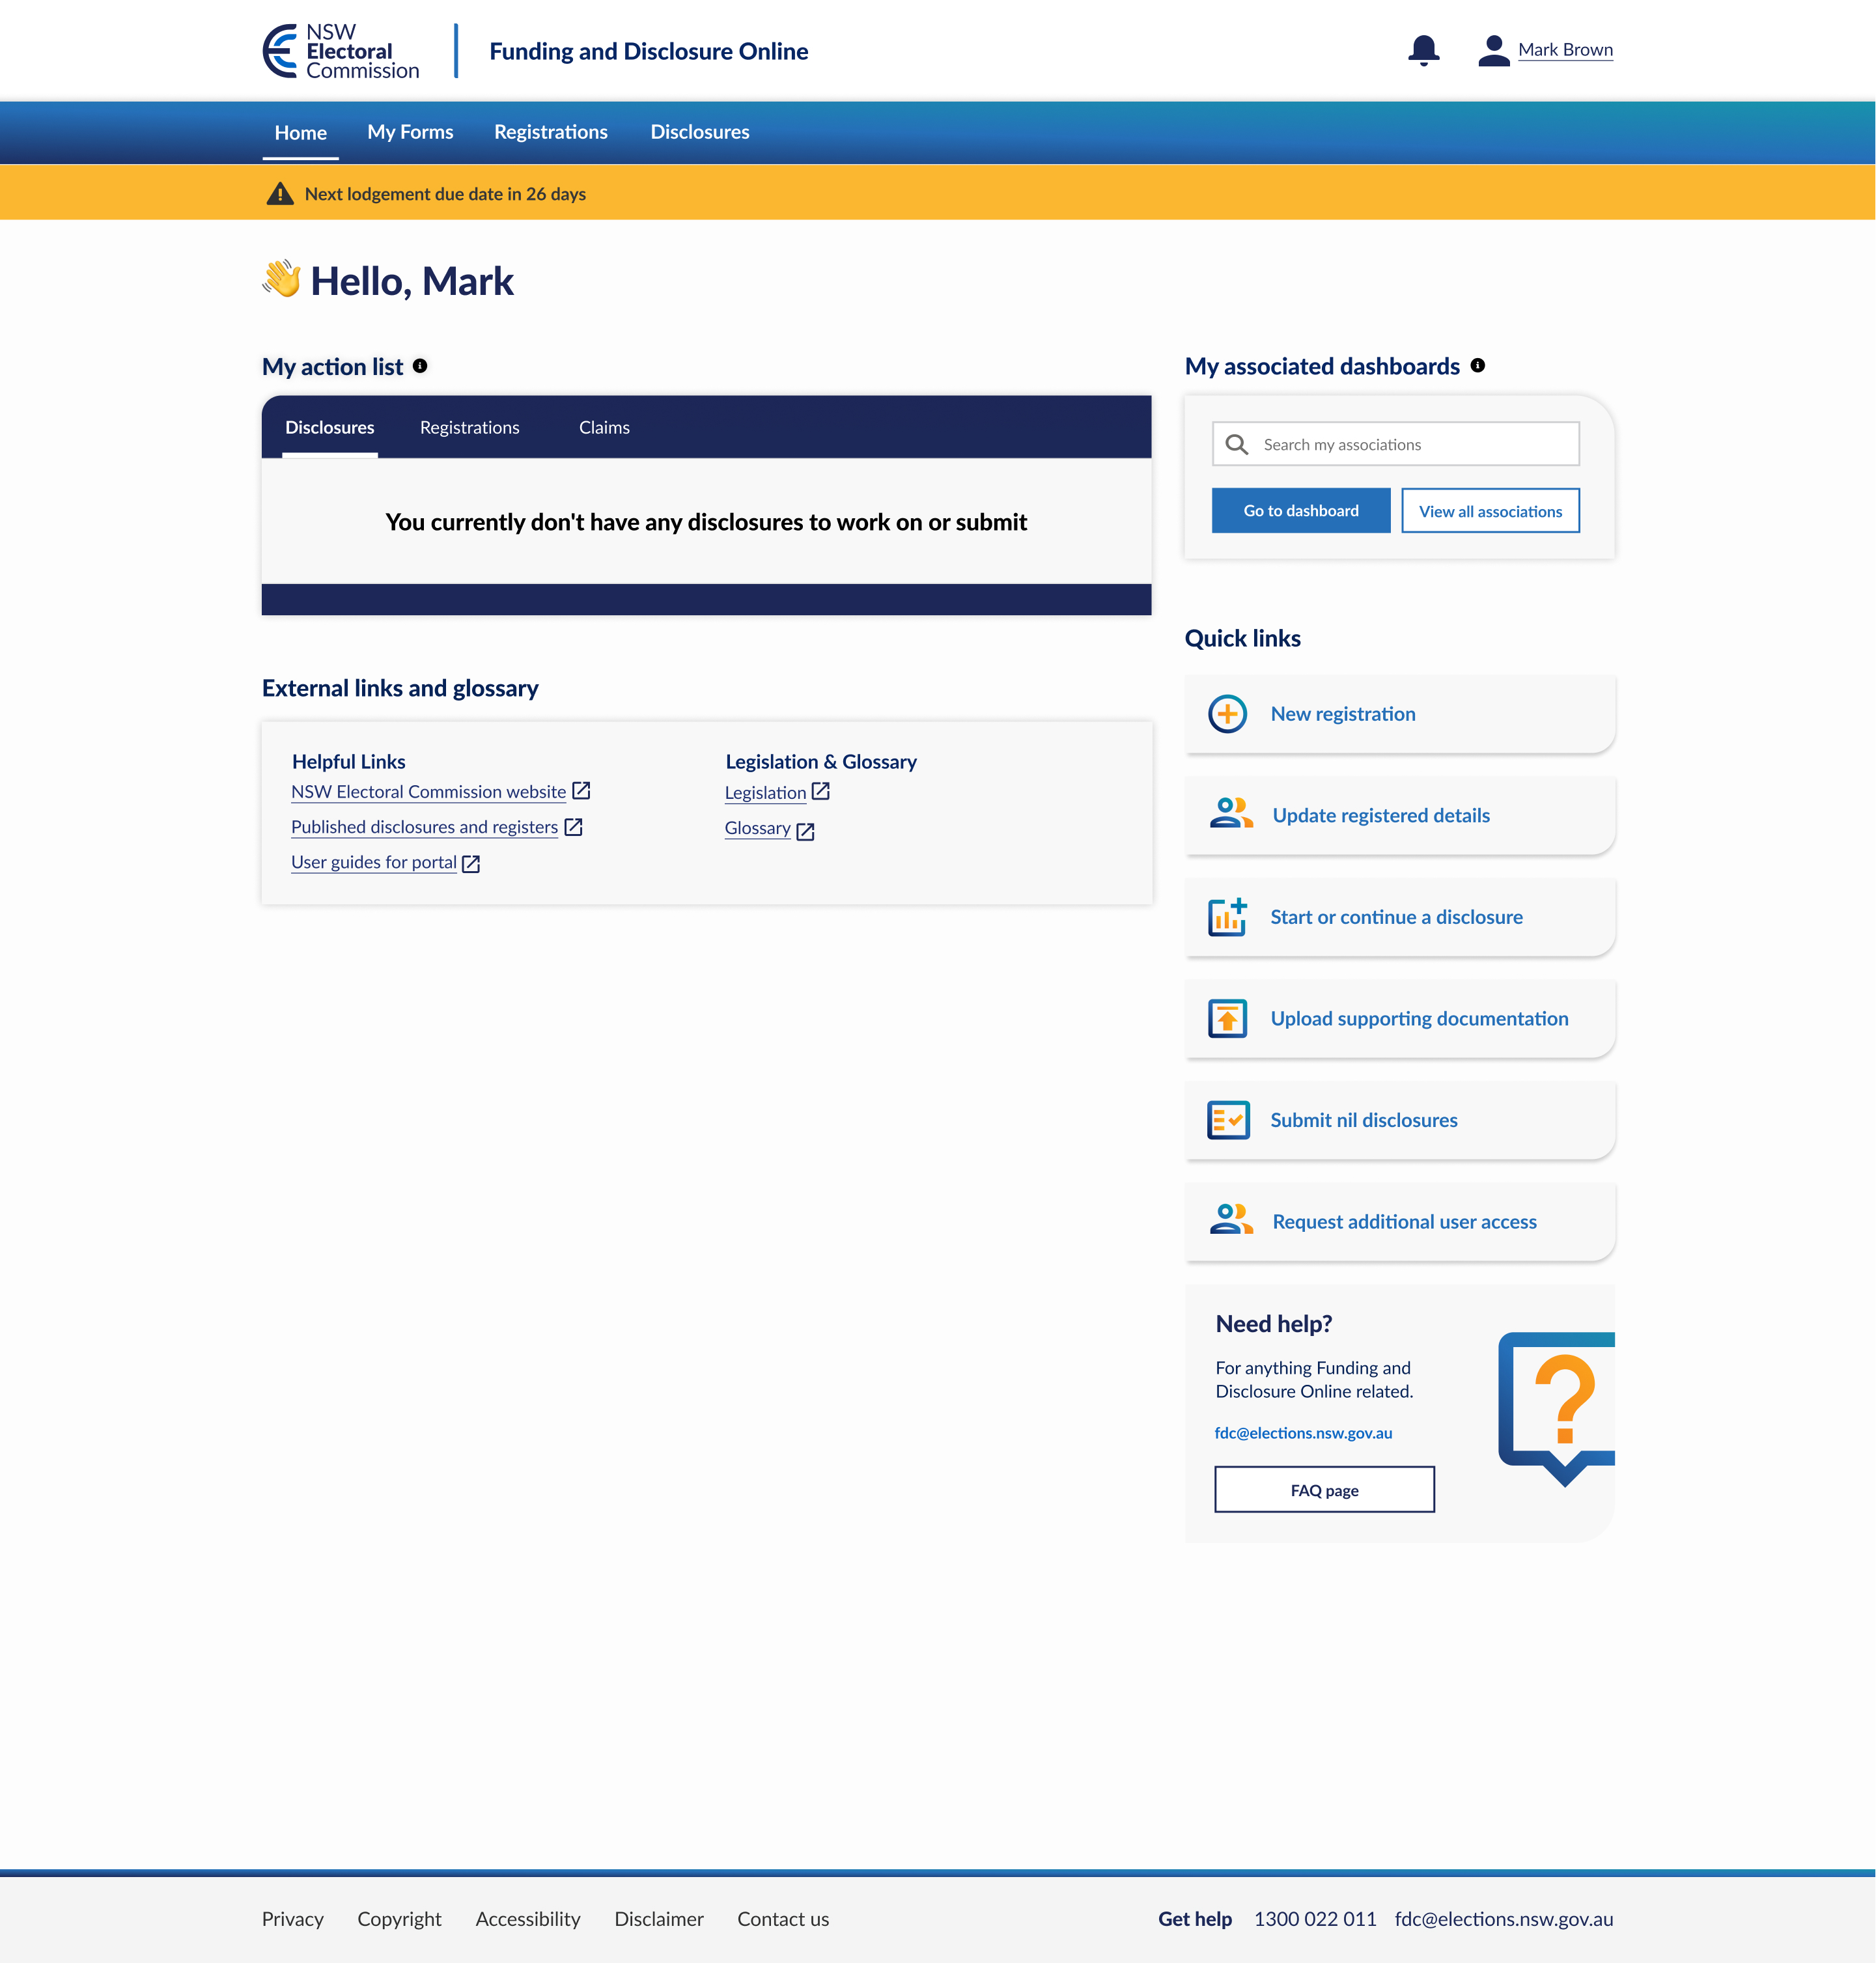 NSW
Electoral
Commission
Funding and Disclosure Online
Mark Brown
Home
My Forms
Registrations
Disclosures
Next lodgement due date in 26 days
Hello, Mark
My action list
Disclosures
Registrations
Claims
You currently don't have any disclosures to work on or submit
External links and glossary
Helpful Links
NSW Electoral Commission website
Published disclosures and registers
User guides for portal
Legislation & Glossary
Legislation
Glossary
My associated dashboards
Search my associations
Go to dashboard
View all associations
Quick links
New registration
Update registered details
Start or continue a disclosure
Upload supporting documentation
Submit nil disclosures
Request additional user access
Need help?
For anything Funding and
Disclosure Online related.
fdc@elections.nsw.gov.au
FAQ page
Privacy
Copyright
Accessibility
Disclaimer
Contact us
Get help
1300 022 011
fdc@elections.nsw.gov.au